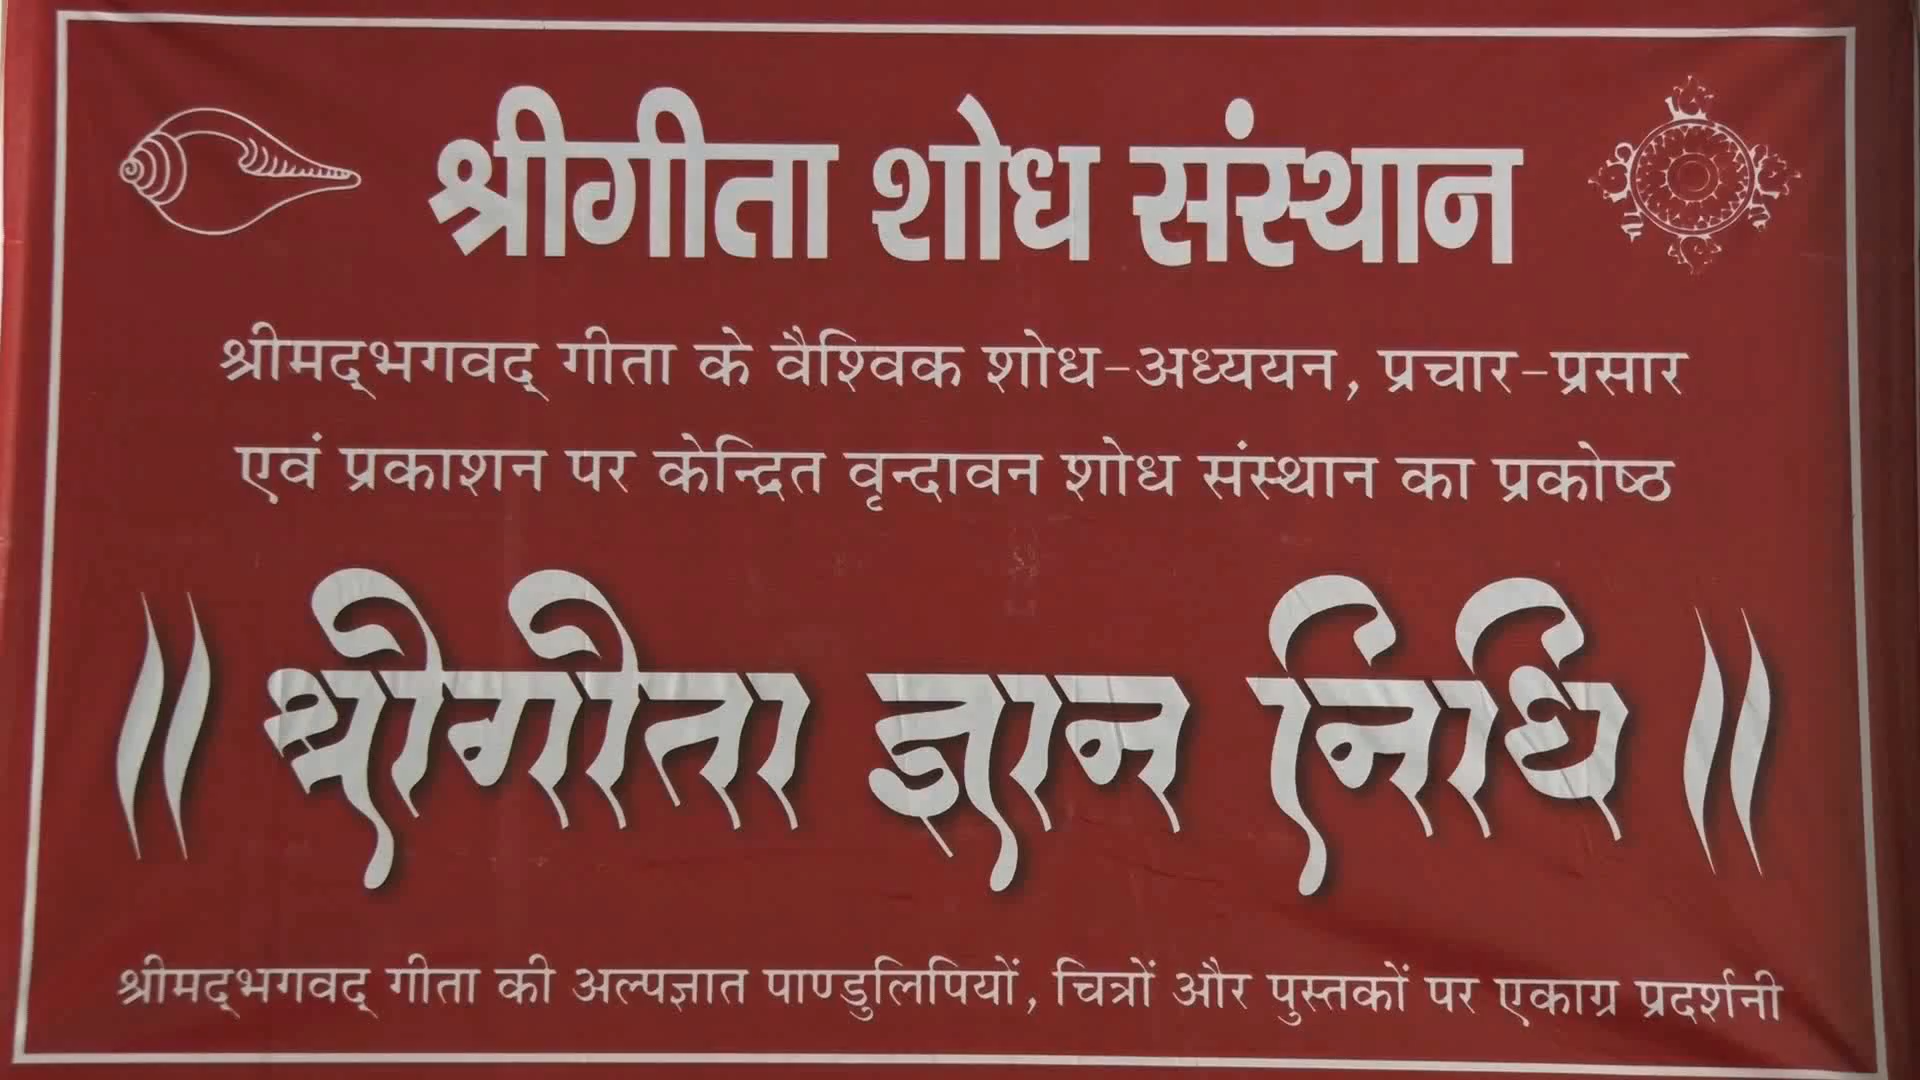 श्रीगीता शोध संस्थान
श्रीमद्‌भगवद् गीता के वैश्विक शोध-अध्ययन, प्रचार-प्रसार
एवं प्रकाशन पर केन्द्रित वृन्दावन शोध संस्थान का प्रकोष्ठ
॥ श्रीगीता ज्ञान निधि ॥
श्रीमद्‌भगवद् गीता की अल्पज्ञात पाण्डुलिपियों, चित्रों और पुस्तकों पर एकाग्र प्रदर्शनी